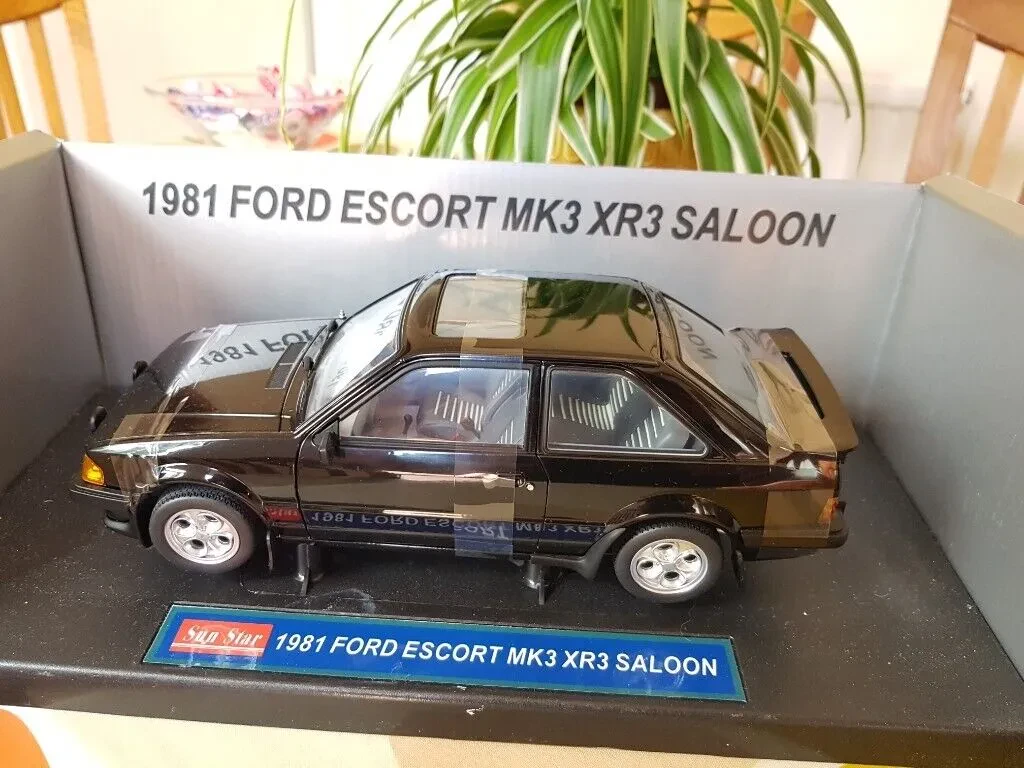 1981 FORD ESCORT MK3 XR3 SALOON
Sun Star 1981 FORD ESCORT MK3 XR3 SALOON